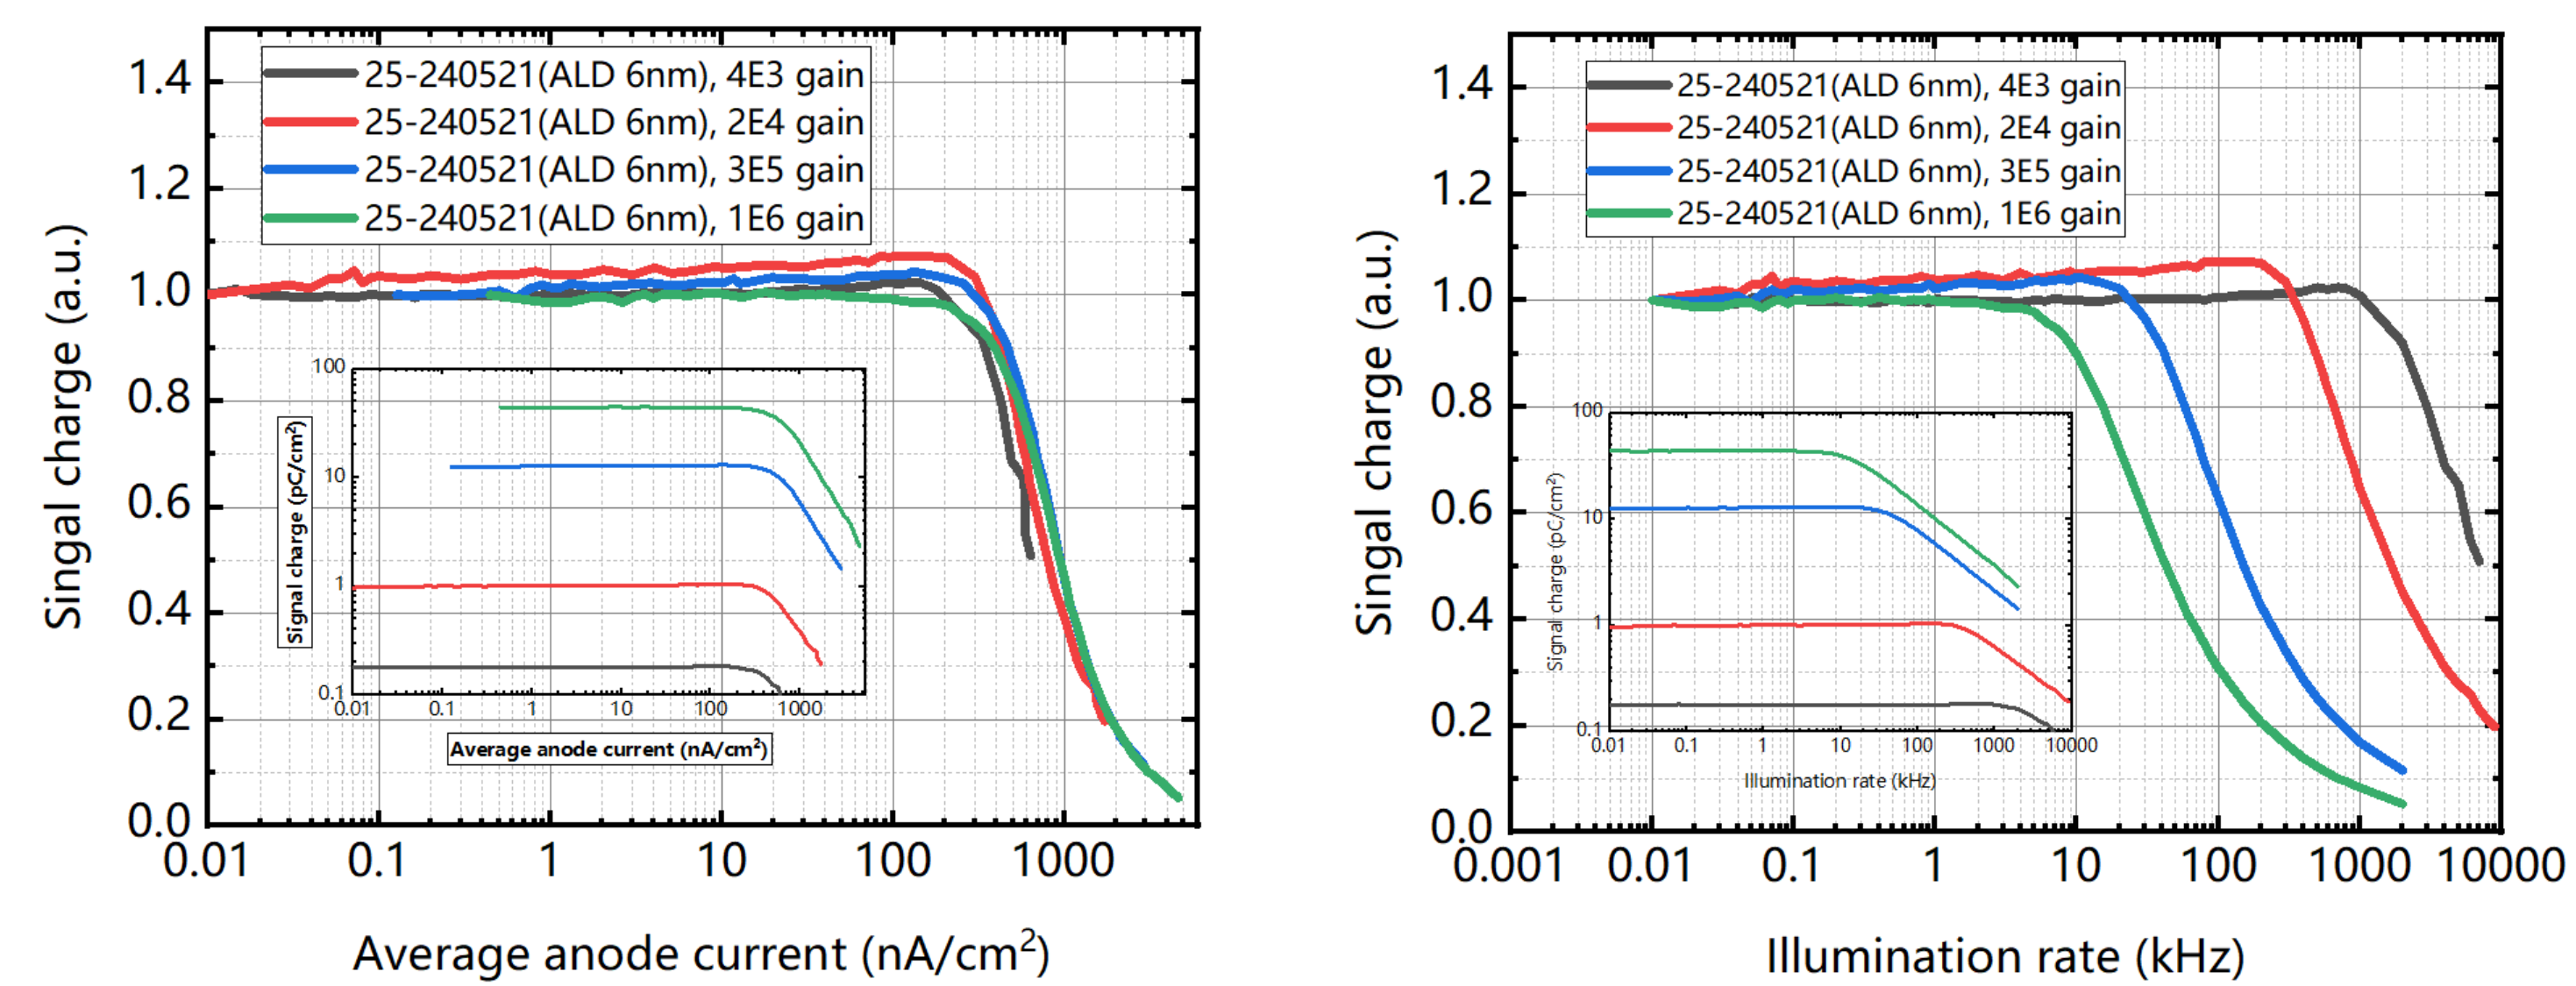 25-240521(ALD 6nm), 4E3 gain
25-240521(ALD 6nm), 2E4 gain
25-240521(ALD 6nm), 3E5 gain
25-240521(ALD 6nm), 1E6 gain
1.4
1.2
1.0
0.8
0.6
0.4
0.2
0.0
Singal charge (a.u.)
0.01 0.1 1 10 100 1000
Average anode current (nA/cm²)
100
10
1
0.1
Signal charge (pC/cm²)
0.01 0.1 1 10 100 1000
Average anode current (nA/cm²)
25-240521(ALD 6nm), 4E3 gain
25-240521(ALD 6nm), 2E4 gain
25-240521(ALD 6nm), 3E5 gain
25-240521(ALD 6nm), 1E6 gain
1.4
1.2
1.0
0.8
0.6
0.4
0.2
0.0
Singal charge (a.u.)
0.001 0.01 0.1 1 10 100 1000 10000
Illumination rate (kHz)
100
10
1
0.1
Signal charge (pC/cm²)
0.01 0.1 1 10 100 1000 10000
Illumination rate (kHz)